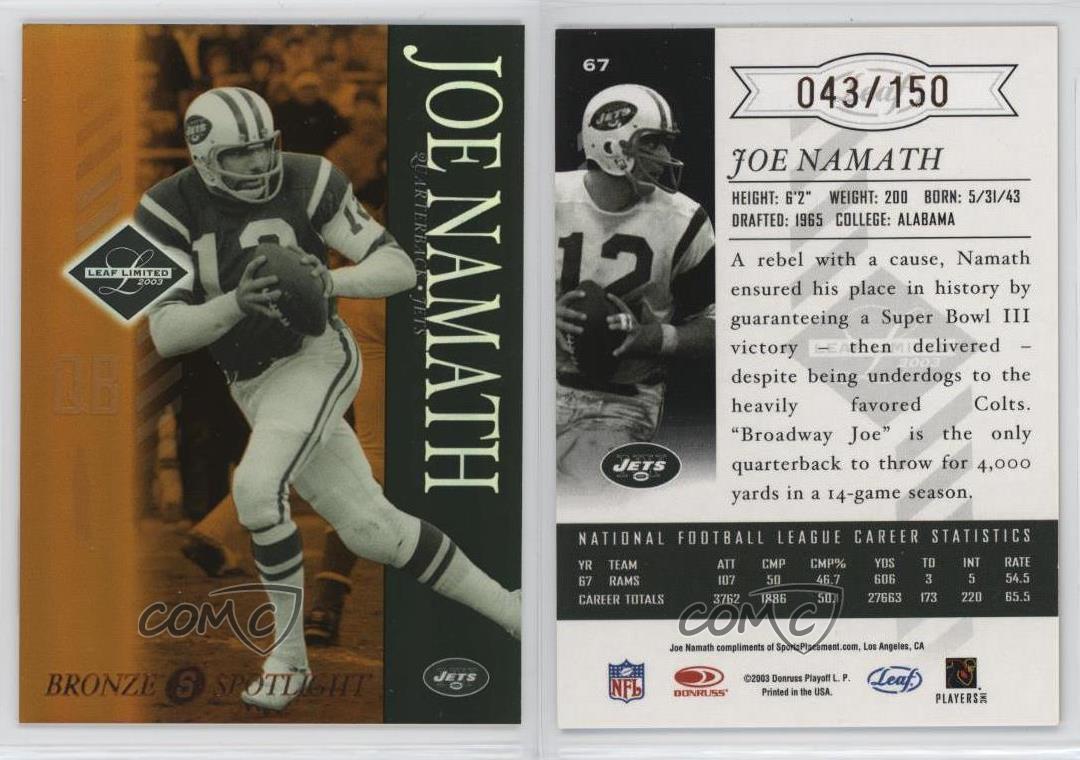 JOE NAMATH
QUARTERBACK • JETS
JETS
12
12
LEAF LIMITED
L
2003
QB
COMC
BRONZE S SPOTLIGHT
JETS
67
043/150
Leaf
JETS
12
JETS
JOE NAMATH
HEIGHT: 6'2" WEIGHT: 200 BORN: 5/31/43
DRAFTED: 1965 COLLEGE: ALABAMA
A rebel with a cause, Namath
ensured his place in history by
guaranteeing a Super Bowl III
victory – then delivered –
despite being underdogs to the
heavily favored Colts.
"Broadway Joe" is the only
quarterback to throw for 4,000
yards in a 14-game season.
NATIONAL FOOTBALL LEAGUE CAREER STATISTICS
YR TEAM ATT CMP CMP% YDS TD INT RATE
67 RAMS 107 50 46.7 606 3 5 54.5
CAREER TOTALS 3762 1886 50.1 27663 173 220 65.5
COMC
Joe Namath compliments of SportsPlacement.com, Los Angeles, CA
NFL
DONRUSS
©2003 Donruss Playoff L. P.
Printed in the USA.
Leaf
PLAYERS INC